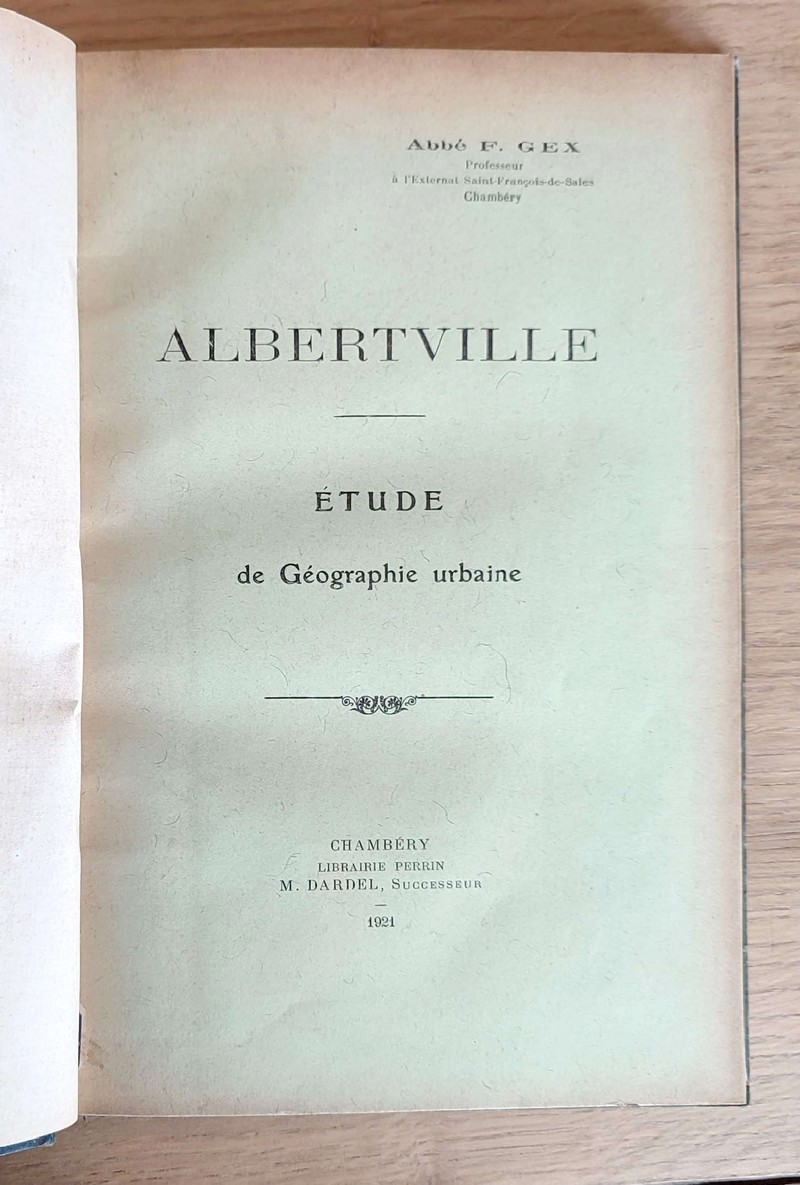 Abbé F. GEX
Professeur
à l'Externat Saint-François-de-Sales
Chambéry
ALBERTVILLE
ÉTUDE
de Géographie urbaine
CHAMBÉRY
LIBRAIRIE PERRIN
M. DARDEL, SUCCESSEUR
1921